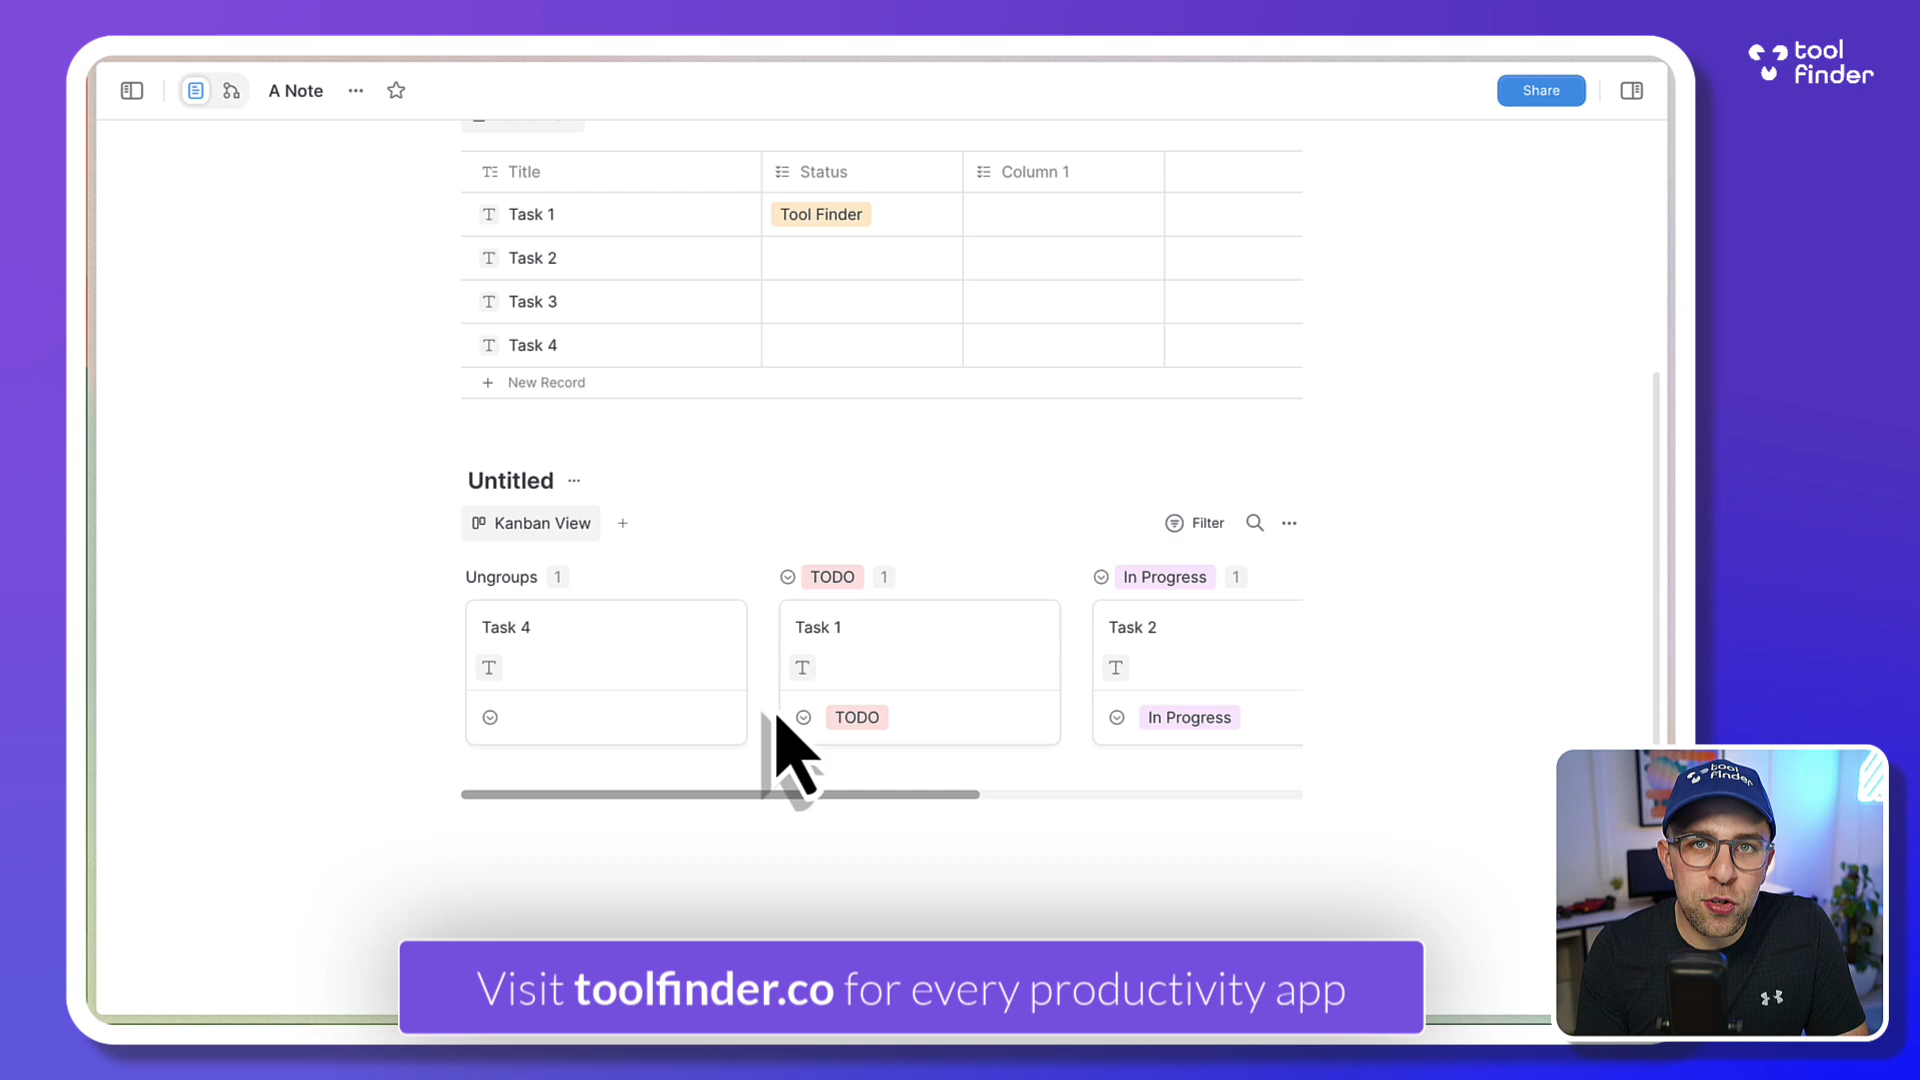 tool
finder
A Note
Share
Title Status Column 1
Task 1 Tool Finder
Task 2
Task 3
Task 4
+ New Record
Untitled
Kanban View +
Filter
Ungroups 1
TODO 1
In Progress 1
Task 4
Task 1
Task 2
TODO
In Progress
tool
finder
Visit toolfinder.co for every productivity app